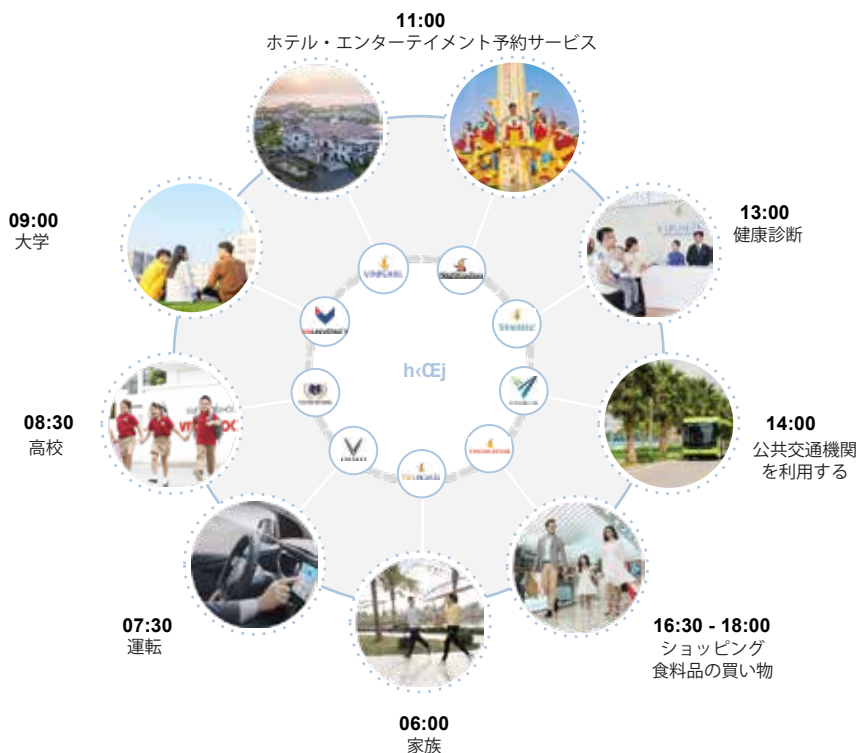 11:00
ホテル・エンターテイメント予約サービス
09:00
大学
13:00
健康診断
08:30
高校
14:00
公共交通機関
を利用する
07:30
運転
16:30 - 18:00
ショッピング
食料品の買い物
06:00
家族